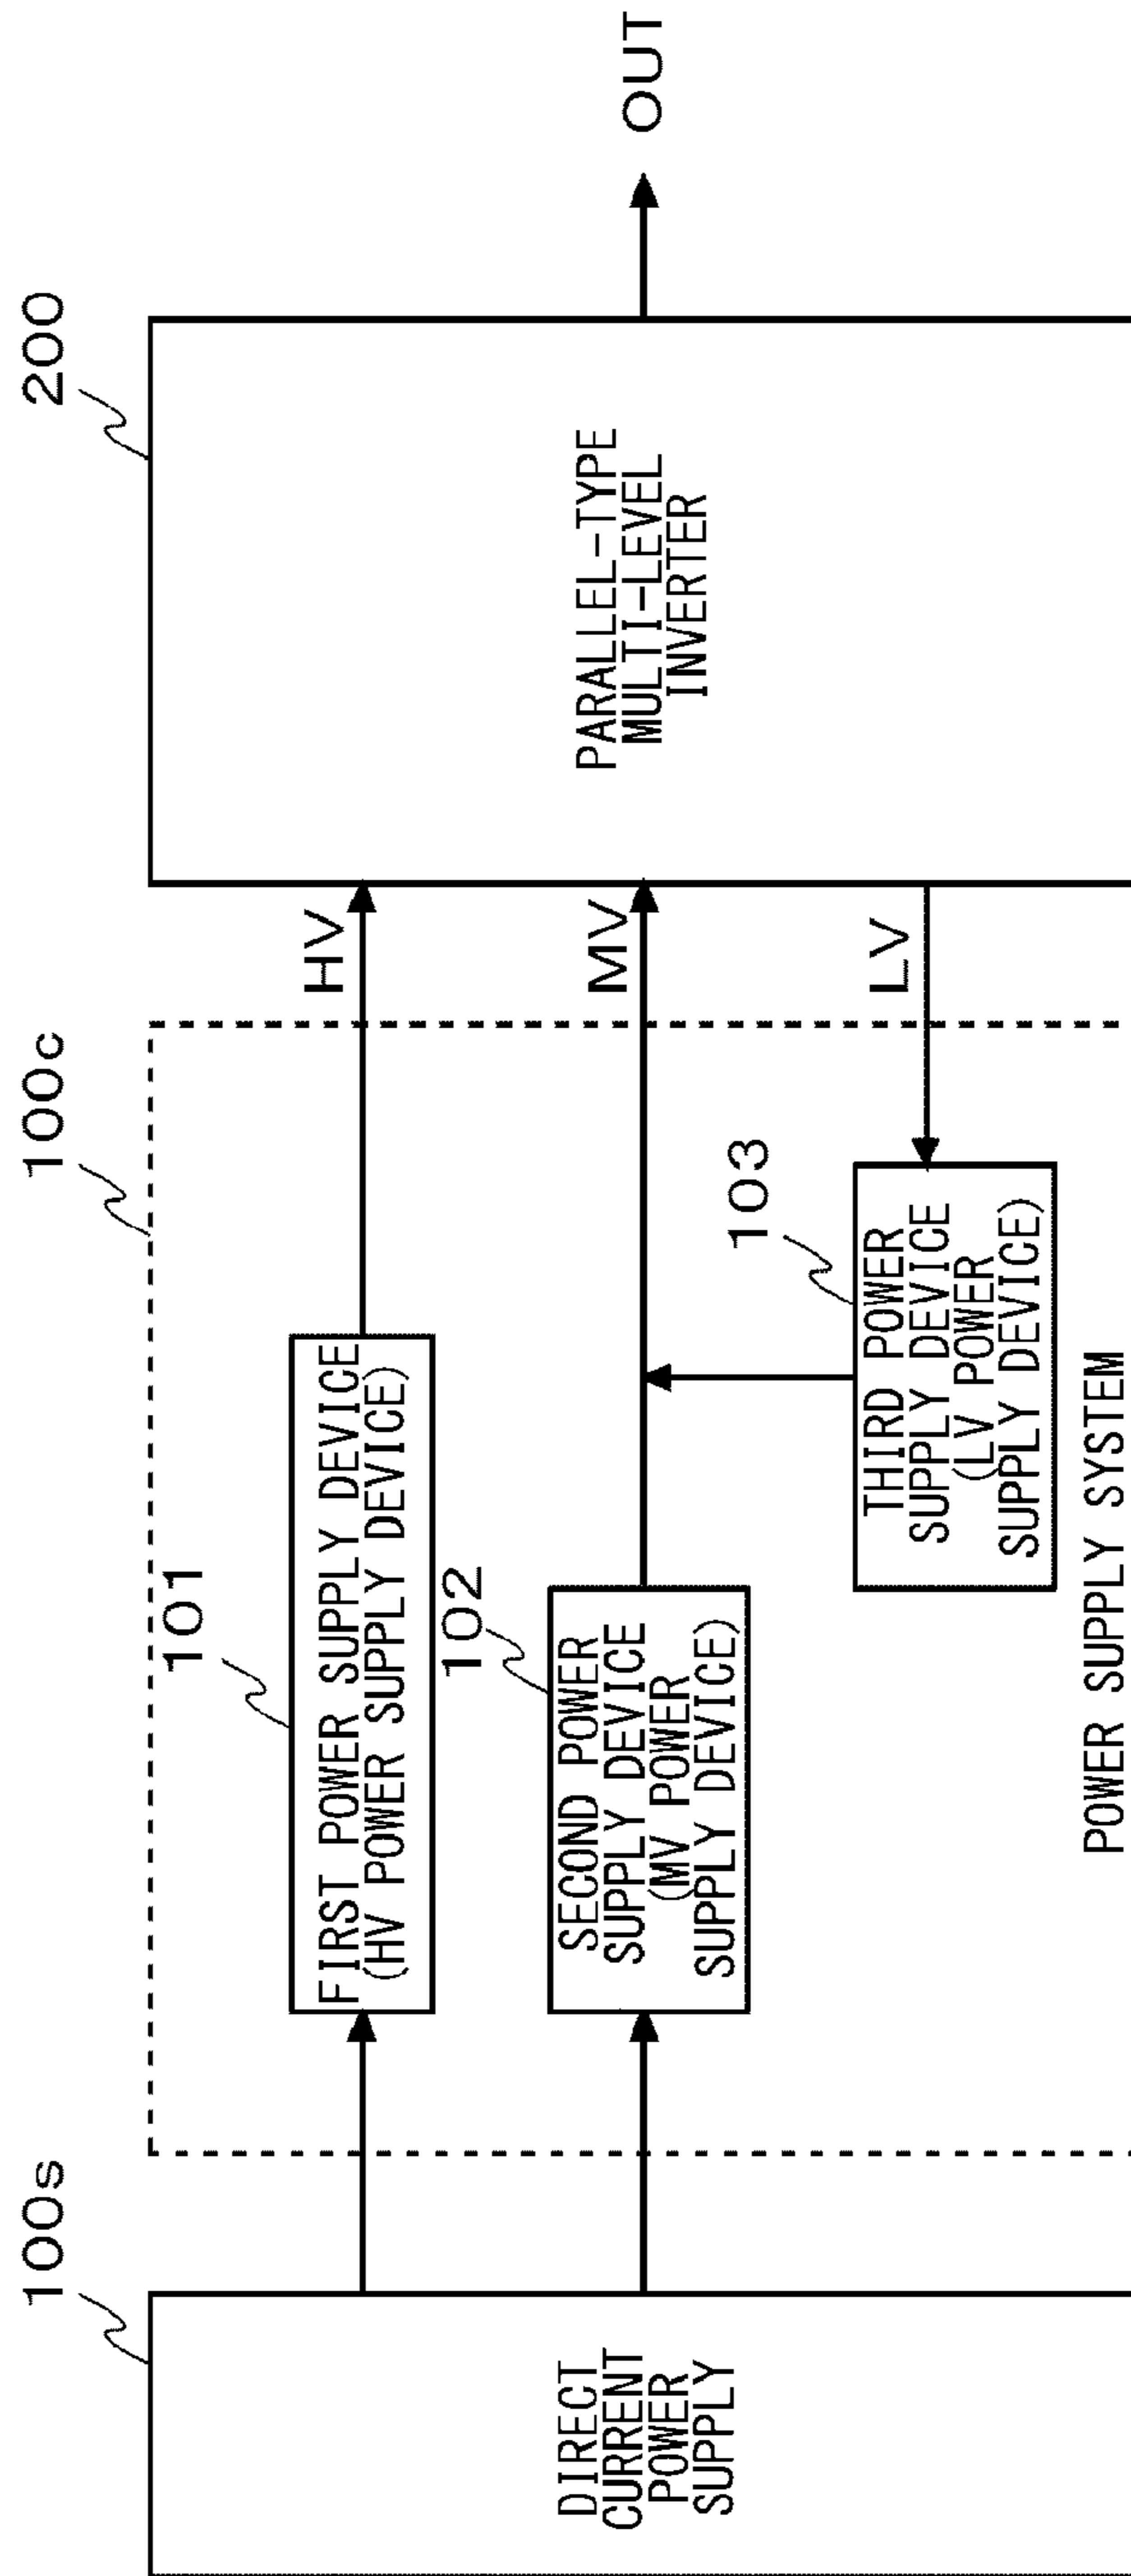 100s
DIRECT
CURRENT
POWER
SUPPLY
100c
101
FIRST POWER SUPPLY DEVICE
(HV POWER SUPPLY DEVICE)
102
SECOND POWER
SUPPLY DEVICE
(MV POWER
SUPPLY DEVICE)
103
THIRD POWER
SUPPLY DEVICE
(LV POWER
SUPPLY DEVICE)
POWER SUPPLY SYSTEM
HV
MV
LV
200
PARALLEL-TYPE
MULTI-LEVEL
INVERTER
OUT